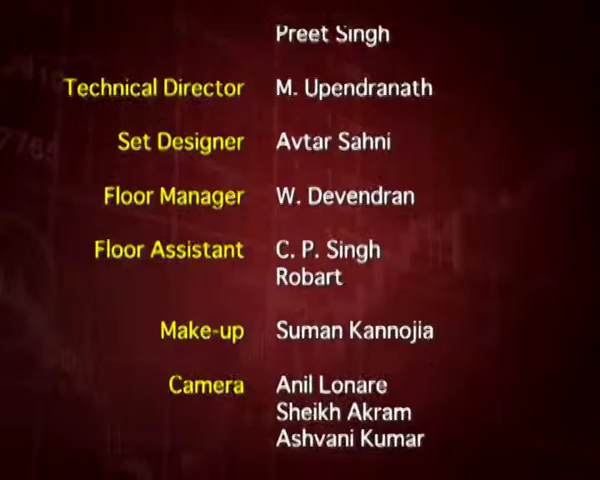 Preet Singh
Technical Director M. Upendranath
Set Designer Avtar Sahni
Floor Manager W. Devendran
Floor Assistant C. P. Singh
Robart
Make-up Suman Kannojia
Camera Anil Lonare
Sheikh Akram
Ashvani Kumar